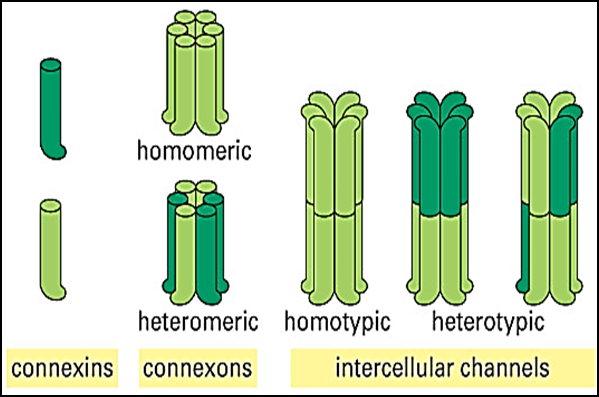 homomeric
heteromeric
homotypic
heterotypic
connexins
connexons
intercellular channels